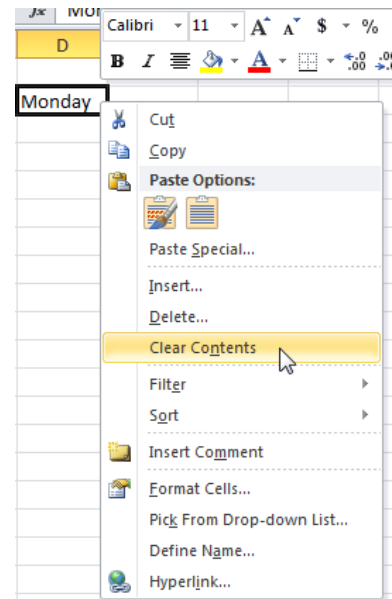 Calibri 11 A A $ %
D
B I A .00
Monday
Cut
Copy
Paste Options:
Paste Special...
Insert...
Delete...
Clear Contents
Filter
Sort
Insert Comment
Format Cells...
Pick From Drop-down List...
Define Name...
Hyperlink...